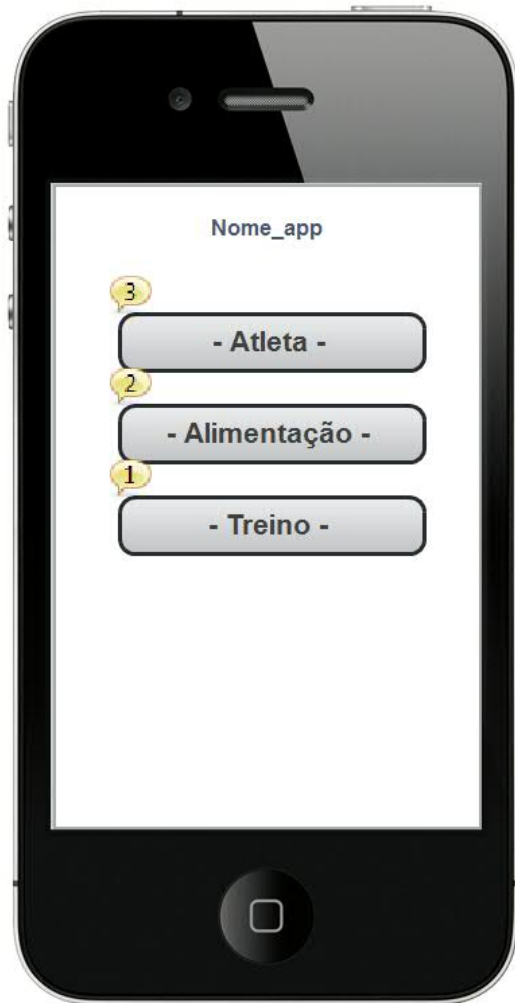 Nome_app
3
- Atleta -
2
- Alimentação -
1
- Treino -